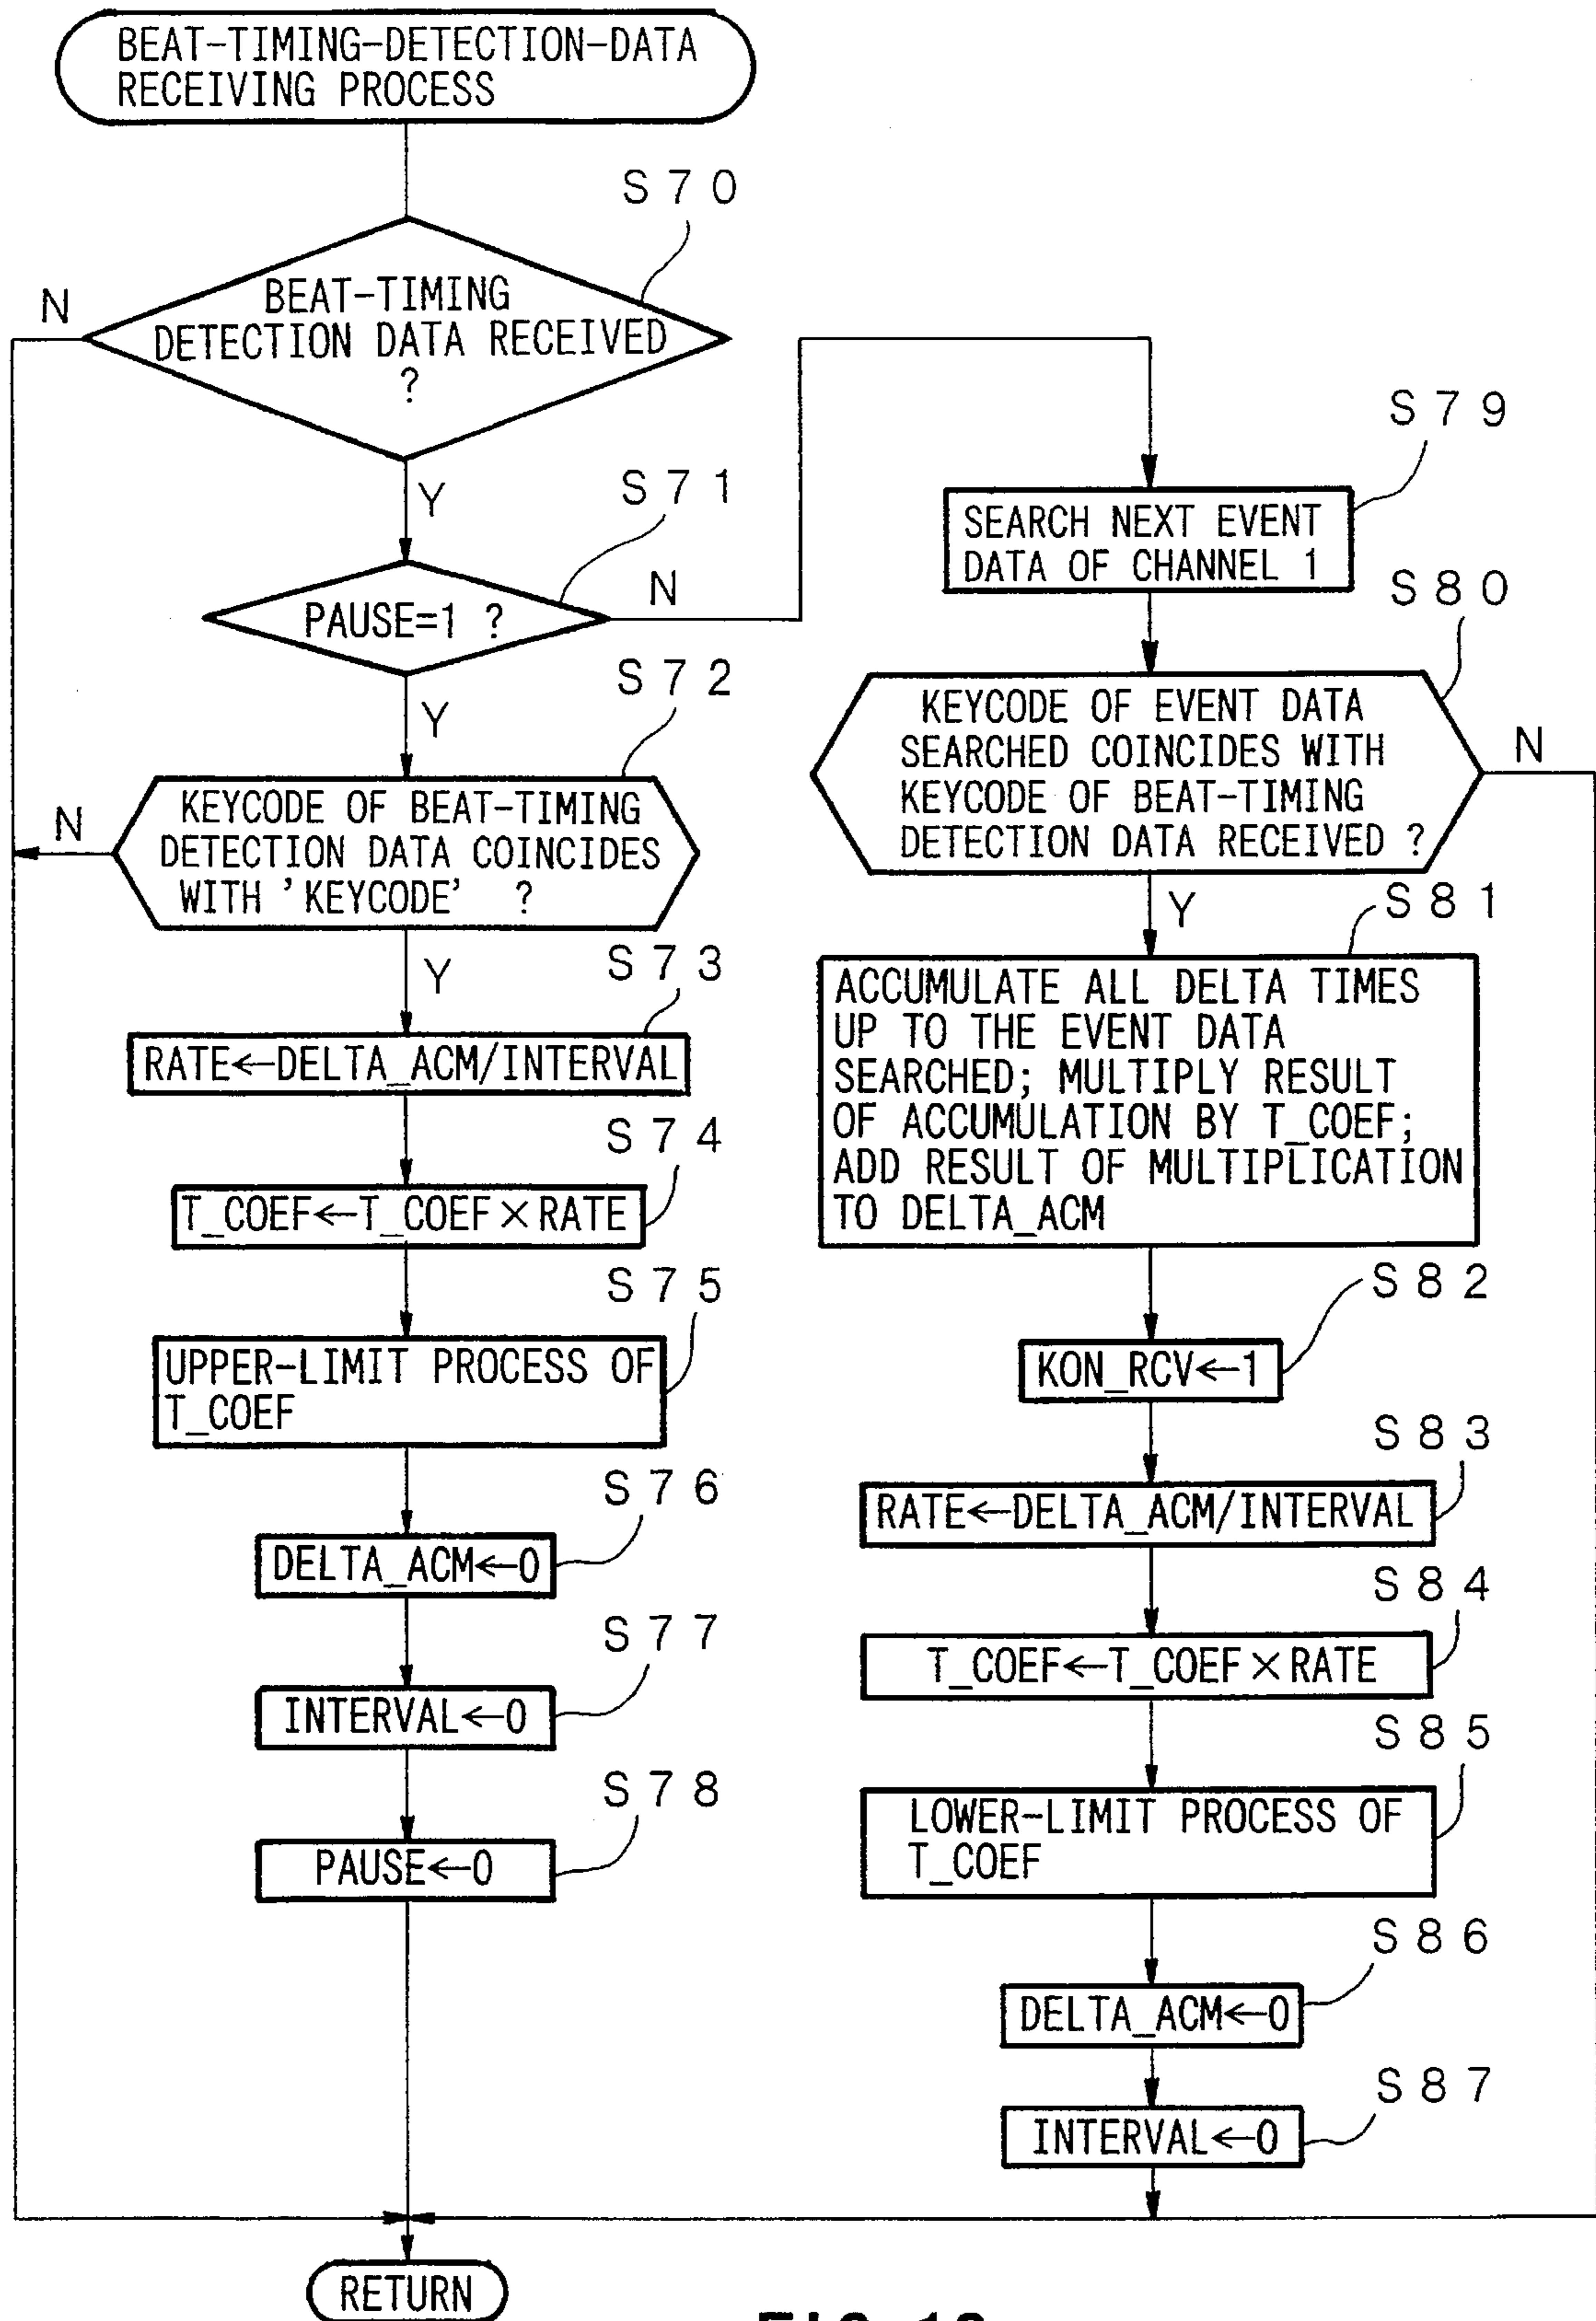 BEAT-TIMING-DETECTION-DATA
RECEIVING PROCESS
S70
BEAT-TIMING
DETECTION DATA RECEIVED
?
N
Y
S71
PAUSE=1 ?
N
Y
S72
KEYCODE OF BEAT-TIMING
DETECTION DATA COINCIDES
WITH 'KEYCODE' ?
N
Y
S73
RATE←DELTA_ACM/INTERVAL
S74
T_COEF←T_COEF×RATE
S75
UPPER-LIMIT PROCESS OF
T_COEF
S76
DELTA_ACM←0
S77
INTERVAL←0
S78
PAUSE←0
S79
SEARCH NEXT EVENT
DATA OF CHANNEL 1
S80
KEYCODE OF EVENT DATA
SEARCHED COINCIDES WITH
KEYCODE OF BEAT-TIMING
DETECTION DATA RECEIVED ?
N
Y
S81
ACCUMULATE ALL DELTA TIMES
UP TO THE EVENT DATA
SEARCHED; MULTIPLY RESULT
OF ACCUMULATION BY T_COEF;
ADD RESULT OF MULTIPLICATION
TO DELTA_ACM
S82
KON_RCV←1
S83
RATE←DELTA_ACM/INTERVAL
S84
T_COEF←T_COEF×RATE
S85
LOWER-LIMIT PROCESS OF
T_COEF
S86
DELTA_ACM←0
S87
INTERVAL←0
RETURN